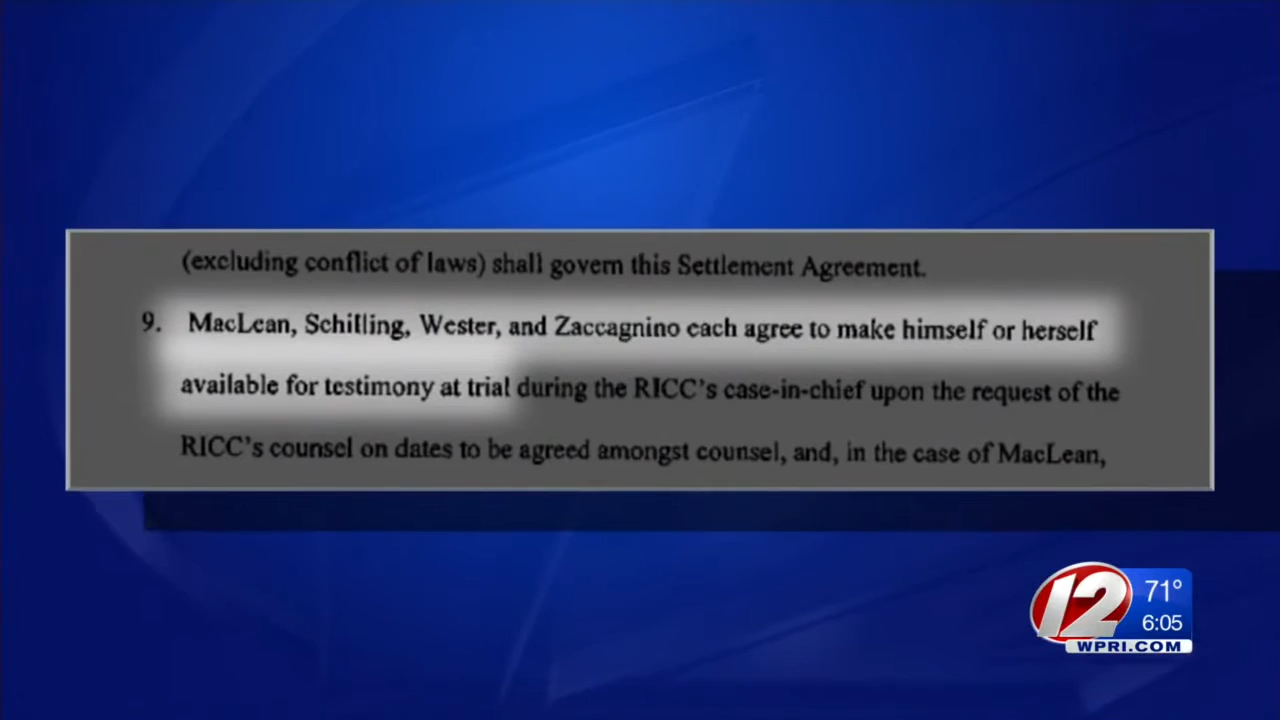 (excluding conflict of laws) shall govern this Settlement Agreement.
9. MacLean, Schilling, Wester, and Zaccagnino each agree to make himself or herself
available for testimony at trial during the RICC's case-in-chief upon the request of the
RICC's counsel on dates to be agreed amongst counsel, and, in the case of MacLean,
12 71°
6:05
WPRI.COM